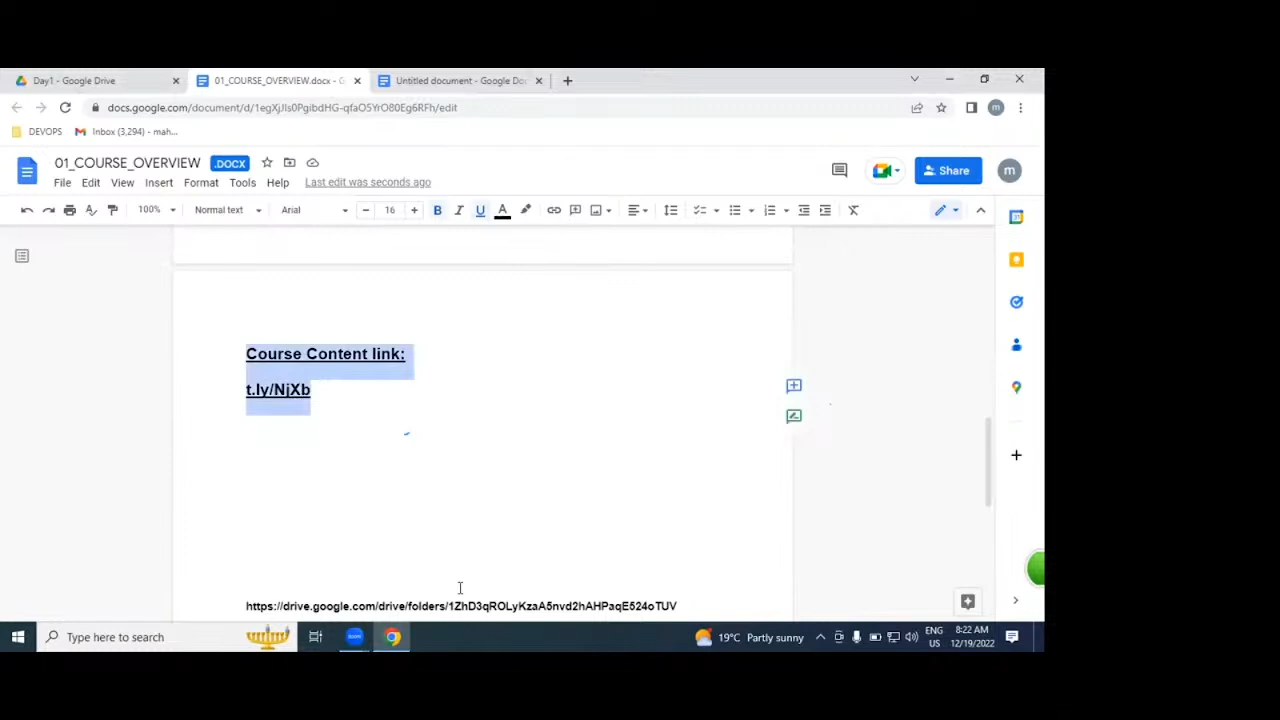 Day1 - Google Drive
01_COURSE_OVERVIEW.docx - G
Untitled document - Google Doc
docs.google.com/document/d/1egXjJIs0PgibdHG-qfaO5YrO80Eg6RFh/edit
DEVOPS
Inbox (3,294) - mah...
m
01_COURSE_OVERVIEW
.DOCX
File Edit View Insert Format Tools Help Last edit was seconds ago
Share
m
100% Normal text Arial 16 B I U A
Course Content link:
t.ly/NjXb
https://drive.google.com/drive/folders/1ZhD3qROLyKzaA5nvd2hAHPaqE524oTUV
Type here to search
zoom
19°C Partly sunny
ENG
US
8:22 AM
12/19/2022